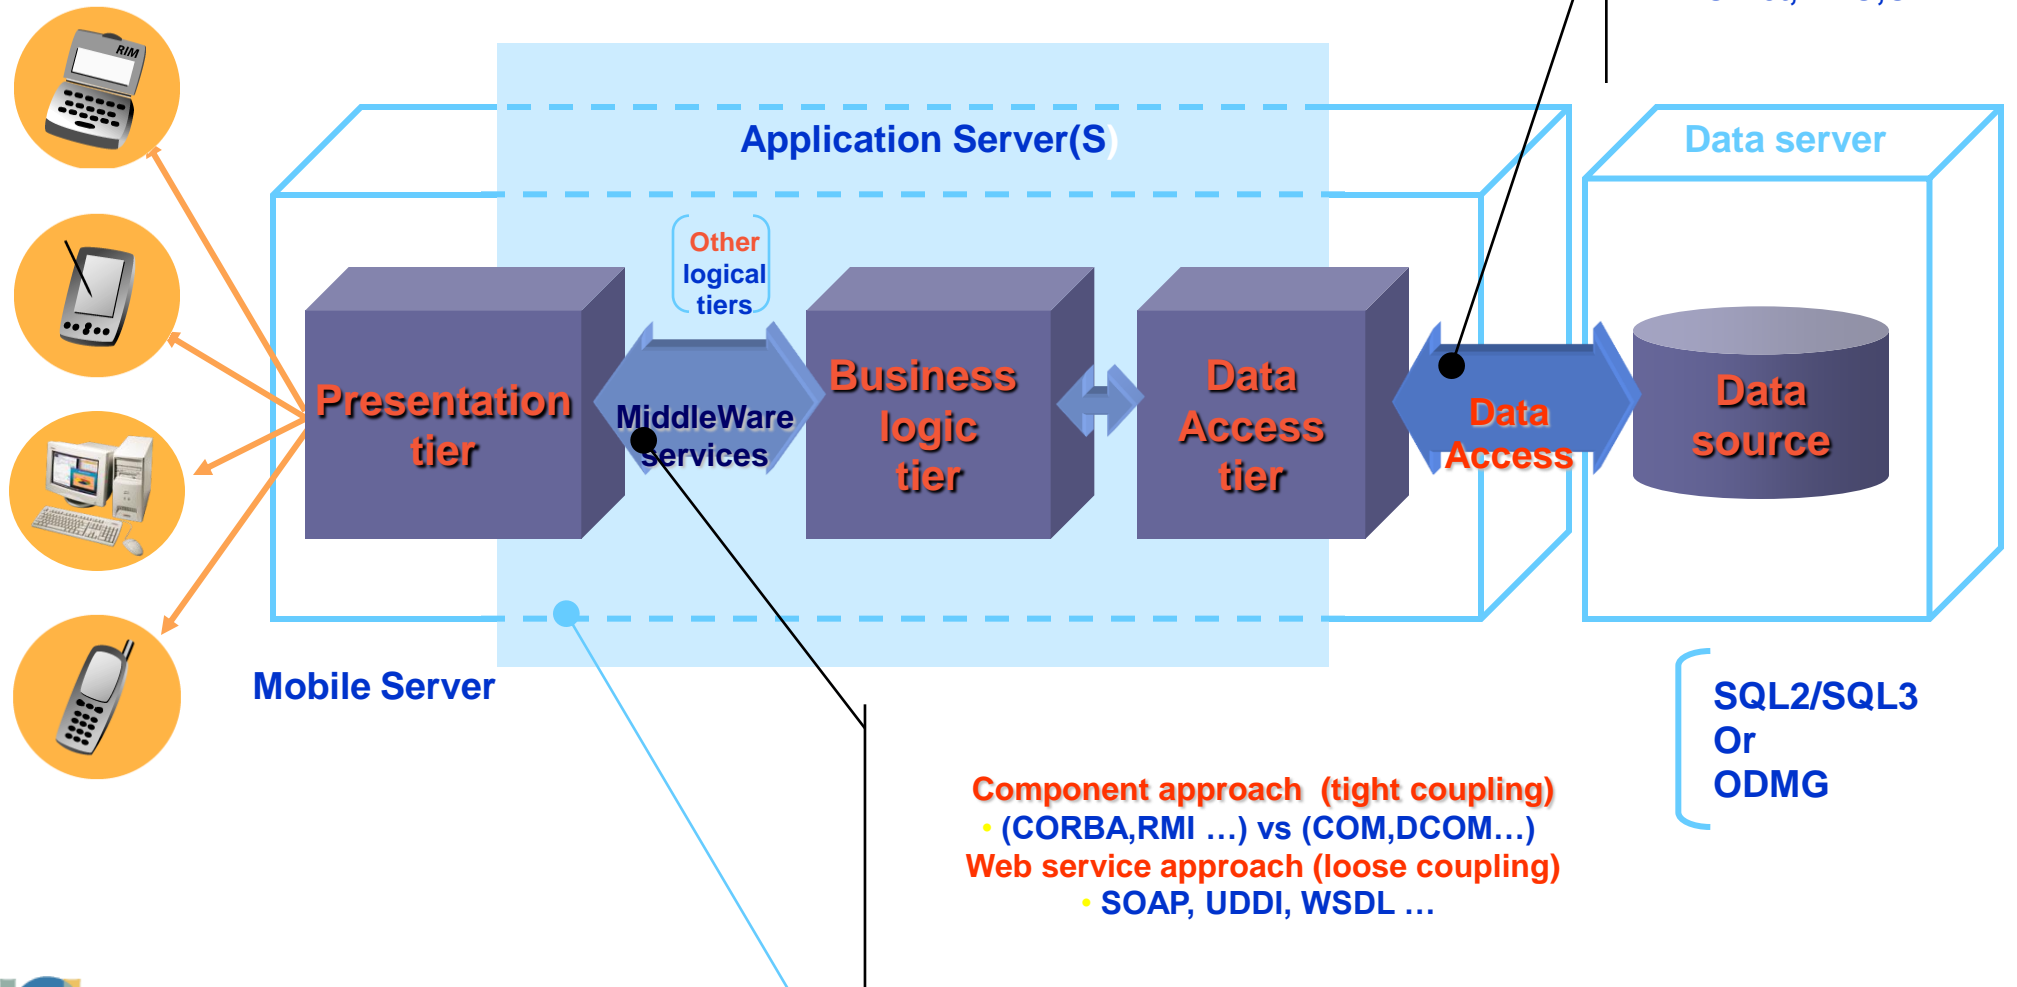 RIM
Application Server(S)
Data server
Other
logical
tiers
Presentation
tier
MiddleWare
services
Business
logic
tier
Data
Access
tier
Data
Access
Data
source
Mobile Server
SQL2/SQL3
Or
ODMG
Component approach (tight coupling)
• (CORBA,RMI …) vs (COM,DCOM…)
Web service approach (loose coupling)
• SOAP, UDDI, WSDL …